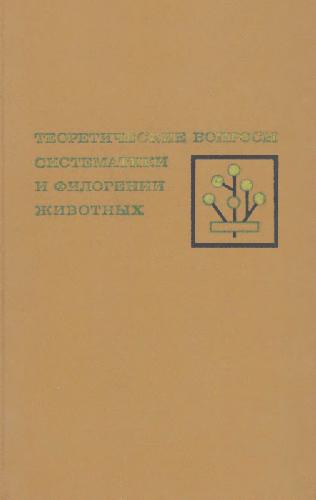 ТЕОРЕТИЧЕСКИЕ ВОПРОСЫ
СИСТЕМАТИКИ
И ФИЛОГЕНИИ
ЖИВОТНЫХ